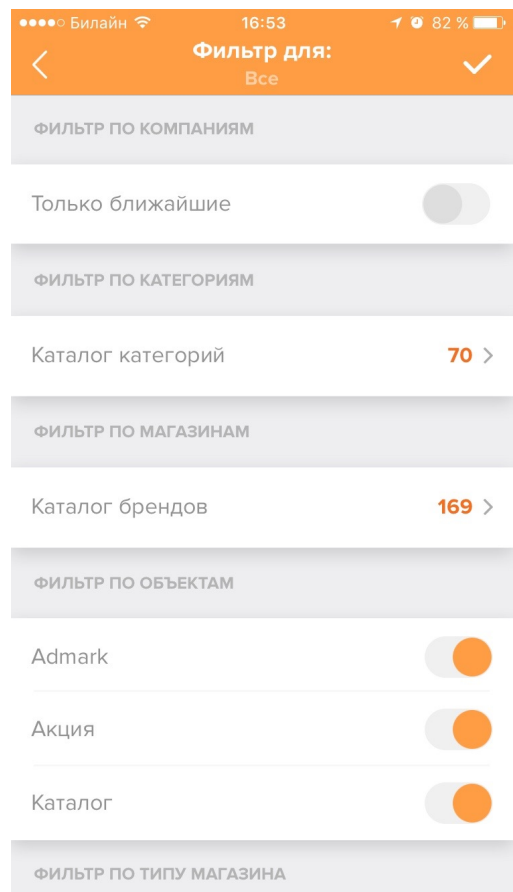 Билайн 16:53 82 %
Фильтр для:
Все
ФИЛЬТР ПО КОМПАНИЯМ
Только ближайшие
ФИЛЬТР ПО КАТЕГОРИЯМ
Каталог категорий 70
ФИЛЬТР ПО МАГАЗИНАМ
Каталог брендов 169
ФИЛЬТР ПО ОБЪЕКТАМ
Admark
Акция
Каталог
ФИЛЬТР ПО ТИПУ МАГАЗИНА